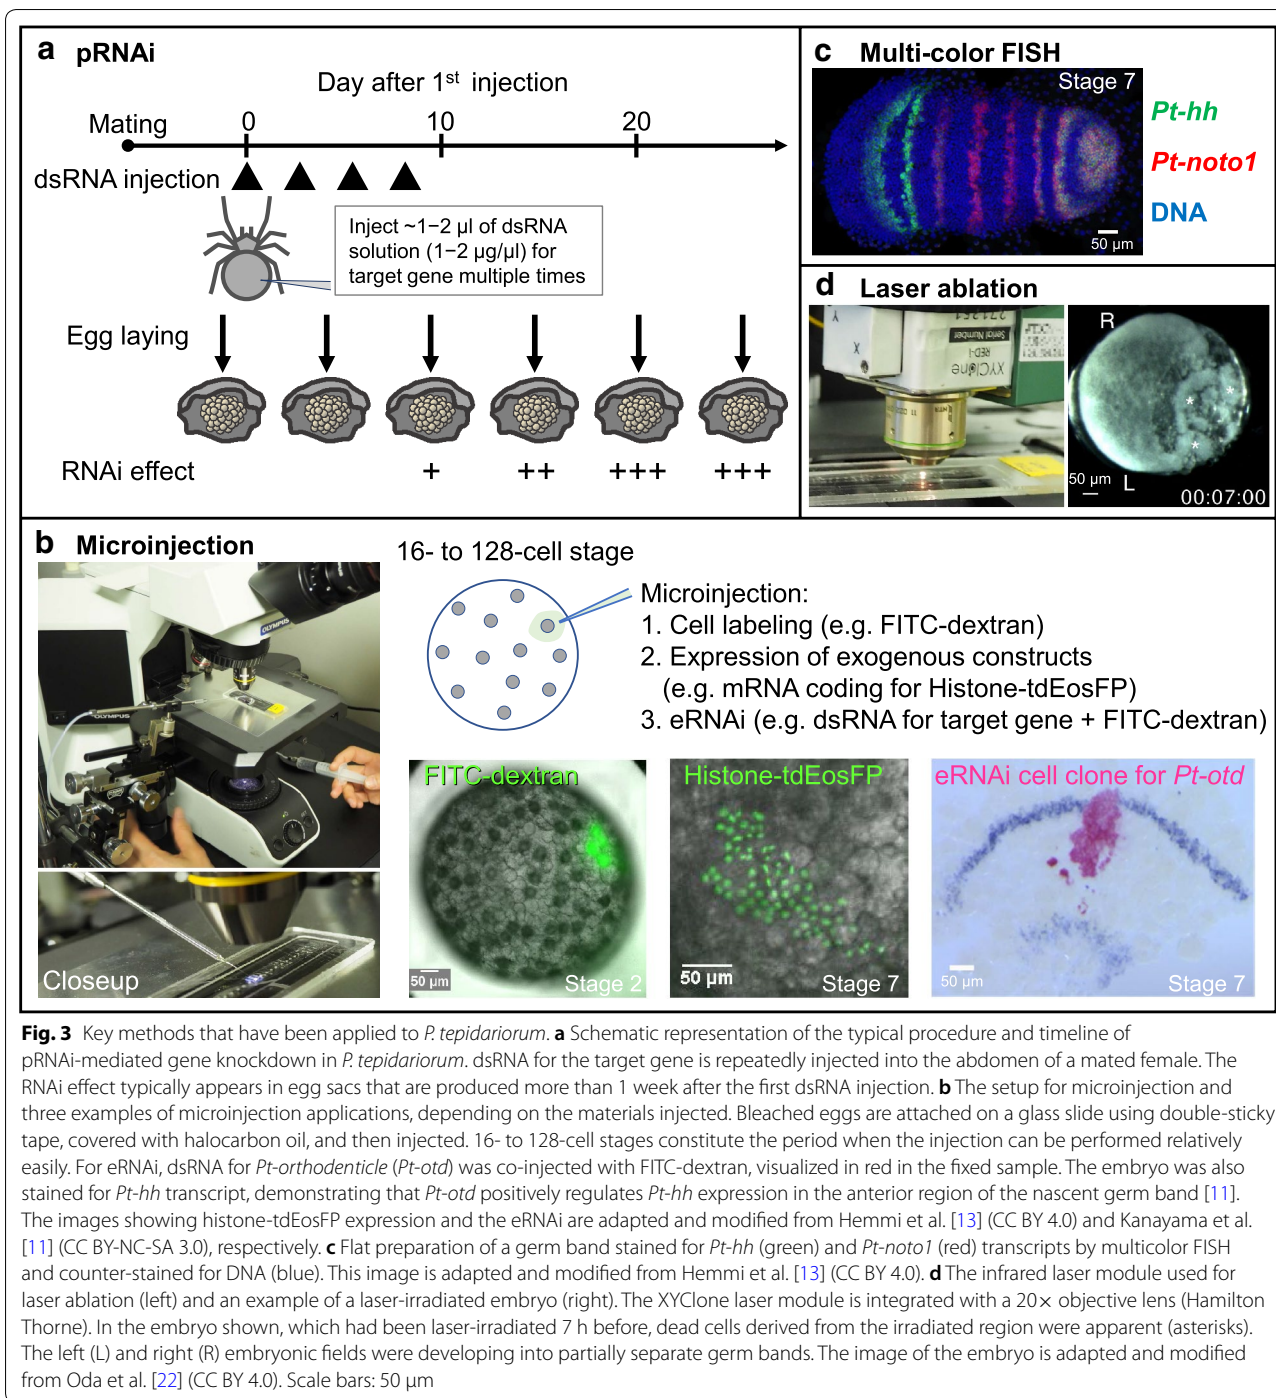 a pRNAi
Day after 1st injection
Mating 0 10 20
dsRNA injection
Inject ~1−2 µl of dsRNA
solution (1−2 µg/µl) for
target gene multiple times
Egg laying
RNAi effect + ++ +++ +++
c Multi-color FISH
Stage 7
Pt-hh
Pt-noto1
DNA
50 µm
d Laser ablation
Y
X
Serial Number
RED-i
XYClone
R
*
*
*
50 µm
L
00:07:00
b Microinjection
OLYMPUS
OLYMPUS
Closeup
16- to 128-cell stage
Microinjection:
1. Cell labeling (e.g. FITC-dextran)
2. Expression of exogenous constructs
(e.g. mRNA coding for Histone-tdEosFP)
3. eRNAi (e.g. dsRNA for target gene + FITC-dextran)
FITC-dextran
50 µm
Stage 2
Histone-tdEosFP
50 µm
Stage 7
eRNAi cell clone for Pt-otd
50 µm
Stage 7
Fig. 3 Key methods that have been applied to P. tepidariorum. a Schematic representation of the typical procedure and timeline of
pRNAi-mediated gene knockdown in P. tepidariorum. dsRNA for the target gene is repeatedly injected into the abdomen of a mated female. The
RNAi effect typically appears in egg sacs that are produced more than 1 week after the first dsRNA injection. b The setup for microinjection and
three examples of microinjection applications, depending on the materials injected. Bleached eggs are attached on a glass slide using double-sticky
tape, covered with halocarbon oil, and then injected. 16- to 128-cell stages constitute the period when the injection can be performed relatively
easily. For eRNAi, dsRNA for Pt-orthodenticle (Pt-otd) was co-injected with FITC-dextran, visualized in red in the fixed sample. The embryo was also
stained for Pt-hh transcript, demonstrating that Pt-otd positively regulates Pt-hh expression in the anterior region of the nascent germ band [11].
The images showing histone-tdEosFP expression and the eRNAi are adapted and modified from Hemmi et al. [13] (CC BY 4.0) and Kanayama et al.
[11] (CC BY-NC-SA 3.0), respectively. c Flat preparation of a germ band stained for Pt-hh (green) and Pt-noto1 (red) transcripts by multicolor FISH
and counter-stained for DNA (blue). This image is adapted and modified from Hemmi et al. [13] (CC BY 4.0). d The infrared laser module used for
laser ablation (left) and an example of a laser-irradiated embryo (right). The XYClone laser module is integrated with a 20× objective lens (Hamilton
Thorne). In the embryo shown, which had been laser-irradiated 7 h before, dead cells derived from the irradiated region were apparent (asterisks).
The left (L) and right (R) embryonic fields were developing into partially separate germ bands. The image of the embryo is adapted and modified
from Oda et al. [22] (CC BY 4.0). Scale bars: 50 µm